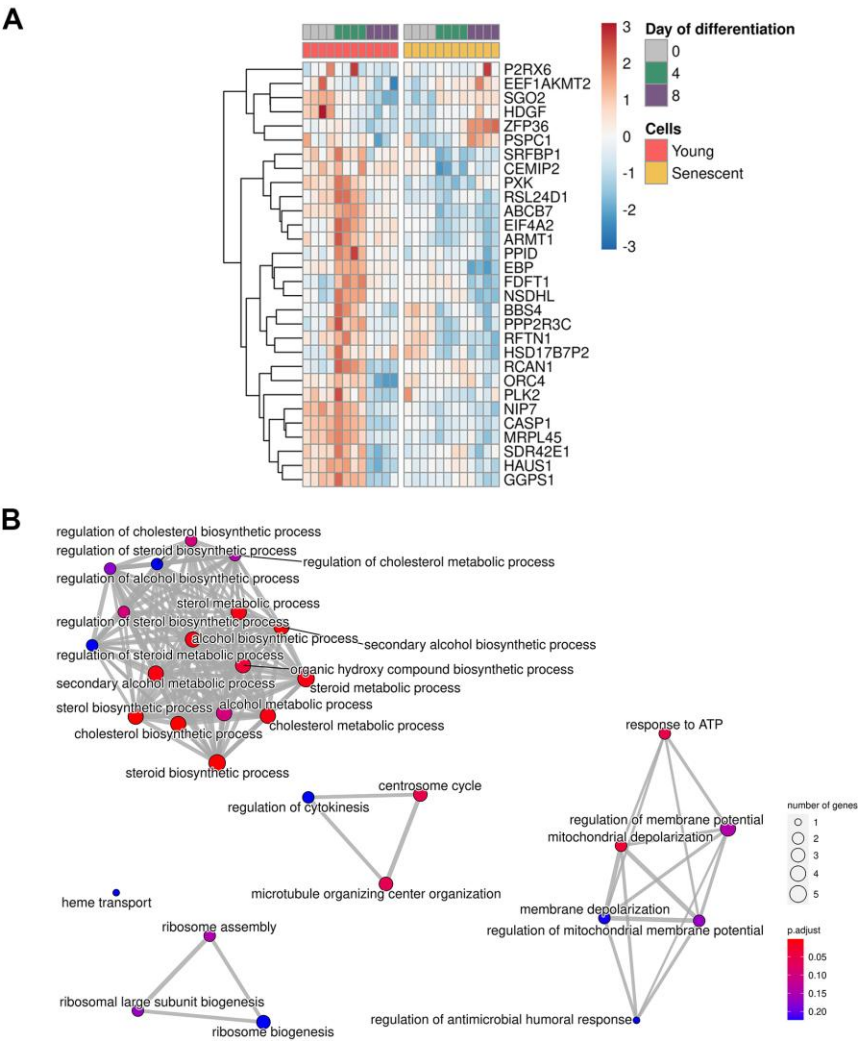 A
3
2
1
0
-1
-2
-3
Day of differentiation
0
4
8
Cells
Young
Senescent
P2RX6
EEF1AKMT2
SGO2
HDGF
ZFP36
PSPC1
SRFBP1
CEMIP2
PXK
RSL24D1
ABCB7
EIF4A2
ARMT1
PPID
EBP
FDFT1
NSDHL
BBS4
PPP2R3C
RFTN1
HSD17B7P2
RCAN1
ORC4
PLK2
NIP7
CASP1
MRPL45
SDR42E1
HAUS1
GGPS1
B
regulation of cholesterol biosynthetic process
regulation of steroid biosynthetic process
regulation of cholesterol metabolic process
regulation of alcohol biosynthetic process
sterol metabolic process
regulation of sterol biosynthetic process
alcohol biosynthetic process
secondary alcohol biosynthetic process
regulation of steroid metabolic process
organic hydroxy compound biosynthetic process
secondary alcohol metabolic process
steroid metabolic process
sterol biosynthetic process
alcohol metabolic process
cholesterol metabolic process
cholesterol biosynthetic process
steroid biosynthetic process
centrosome cycle
regulation of cytokinesis
microtubule organizing center organization
heme transport
ribosome assembly
ribosomal large subunit biogenesis
ribosome biogenesis
response to ATP
regulation of membrane potential
mitochondrial depolarization
membrane depolarization
regulation of mitochondrial membrane potential
regulation of antimicrobial humoral response
number of genes
1
2
3
4
5
p.adjust
0.05
0.10
0.15
0.20